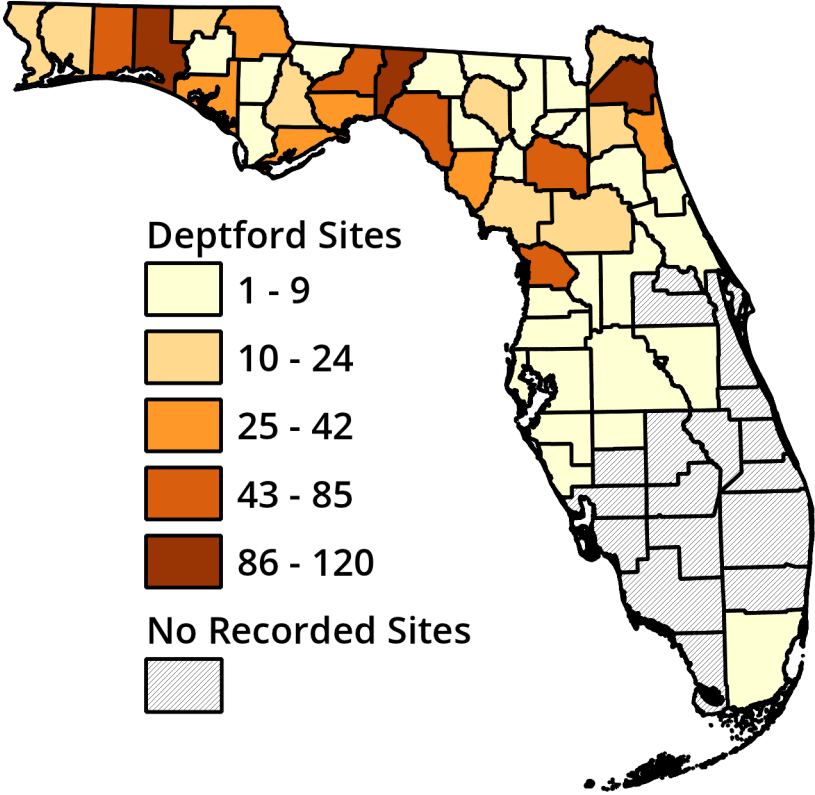 Deptford Sites
1 - 9
10 - 24
25 - 42
43 - 85
86 - 120
No Recorded Sites